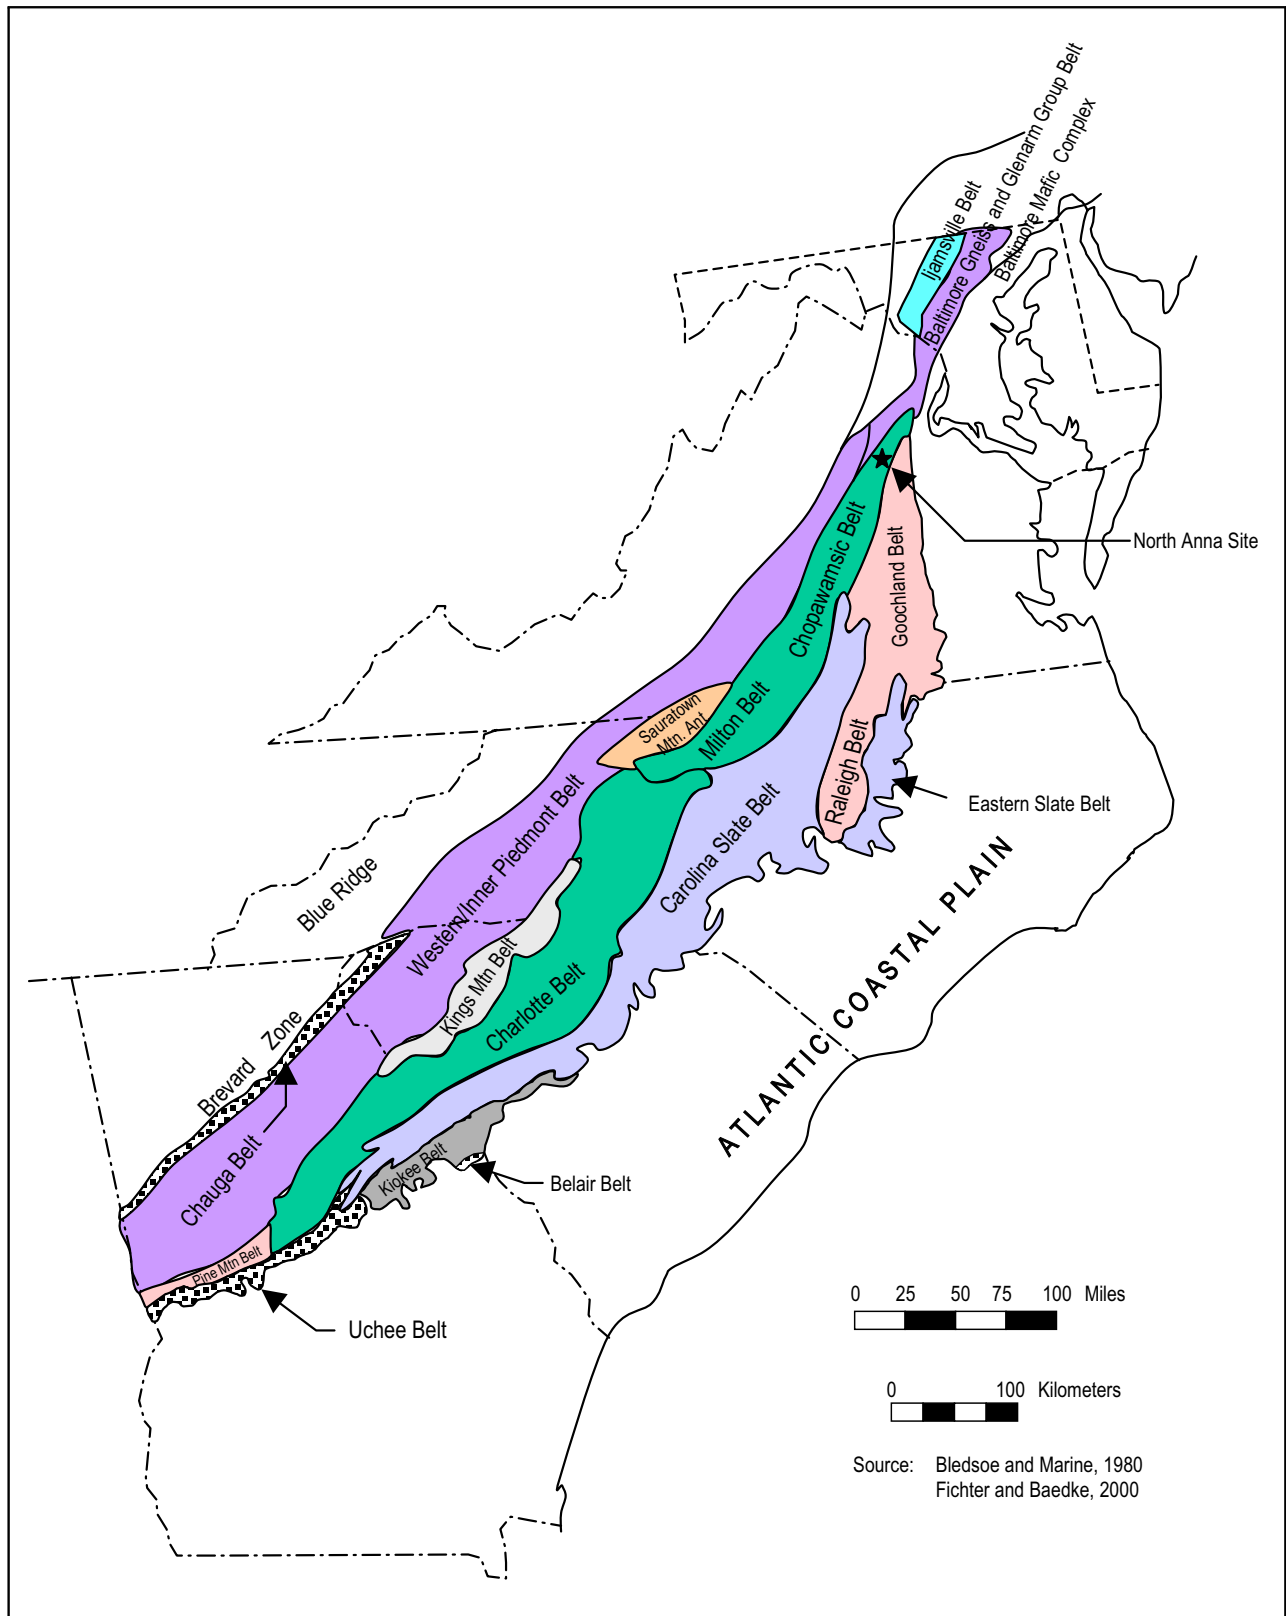 Baltimore Gneiss and Glenarm Group Belt
Baltimore Mafic Complex
Ijamsville Belt
North Anna Site
Chopawamsic Belt
Goochland Belt
Sauratown
Mtn. Ant.
Milton Belt
Raleigh Belt
Eastern Slate Belt
Western/Inner Piedmont Belt
Carolina Slate Belt
Blue Ridge
Kings Mtn Belt
Charlotte Belt
ATLANTIC COASTAL PLAIN
Brevard Zone
Chauga Belt
Kiokee Belt
Belair Belt
Pine Mtn Belt
Uchee Belt
0 25 50 75 100 Miles
0 100 Kilometers
Source: Bledsoe and Marine, 1980
Fichter and Baedke, 2000